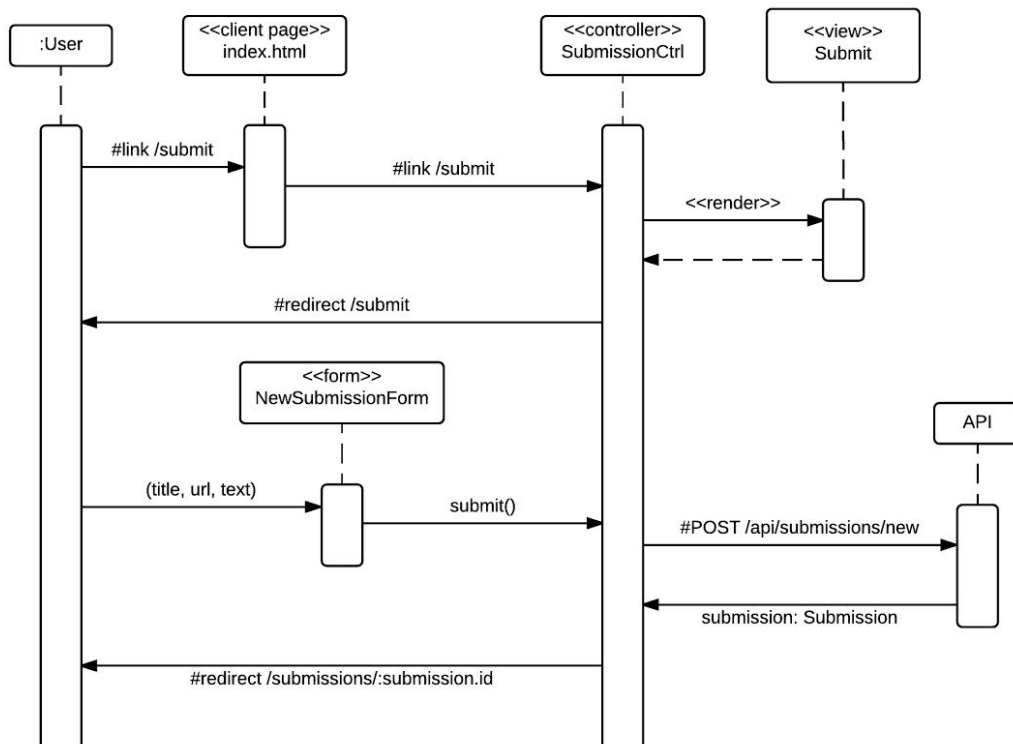 :User
<<client page>>
index.html
<<controller>>
SubmissionCtrl
<<view>>
Submit
#link /submit
#link /submit
<<render>>
#redirect /submit
<<form>>
NewSubmissionForm
API
(title, url, text)
submit()
#POST /api/submissions/new
submission: Submission
#redirect /submissions/:submission.id